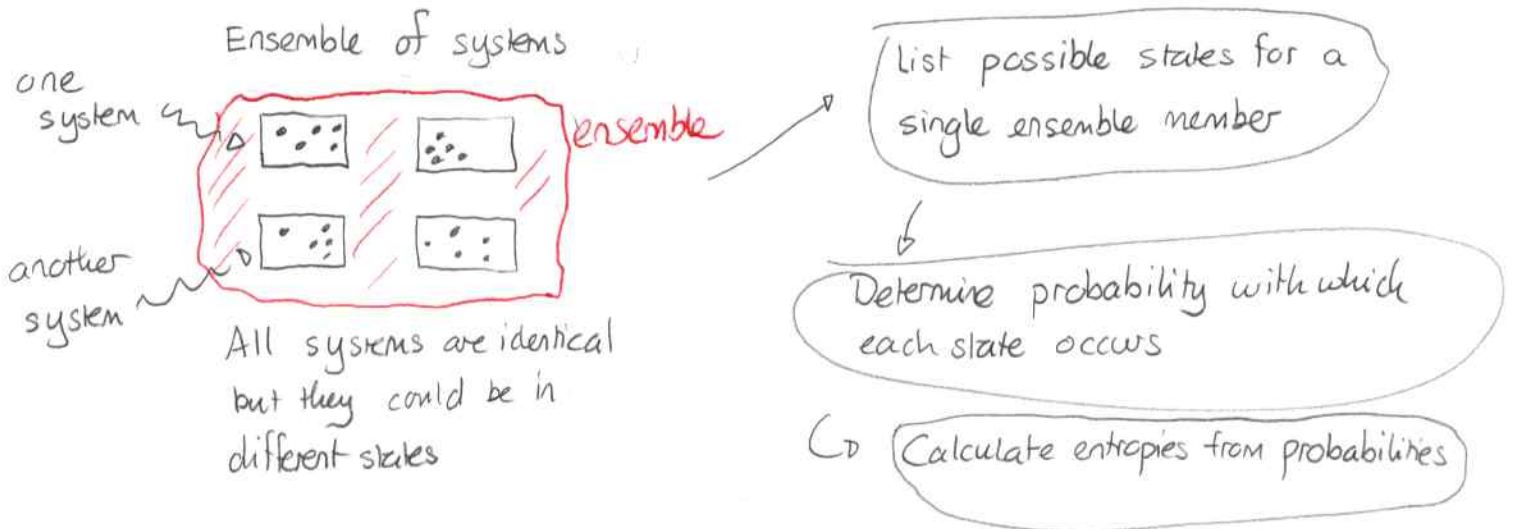 Ensemble of systems
one
system
ensemble
another
system
All systems are identical
but they could be in
different states
List possible states for a
single ensemble member
Determine probability with which
each state occurs
Calculate entropies from probabilities